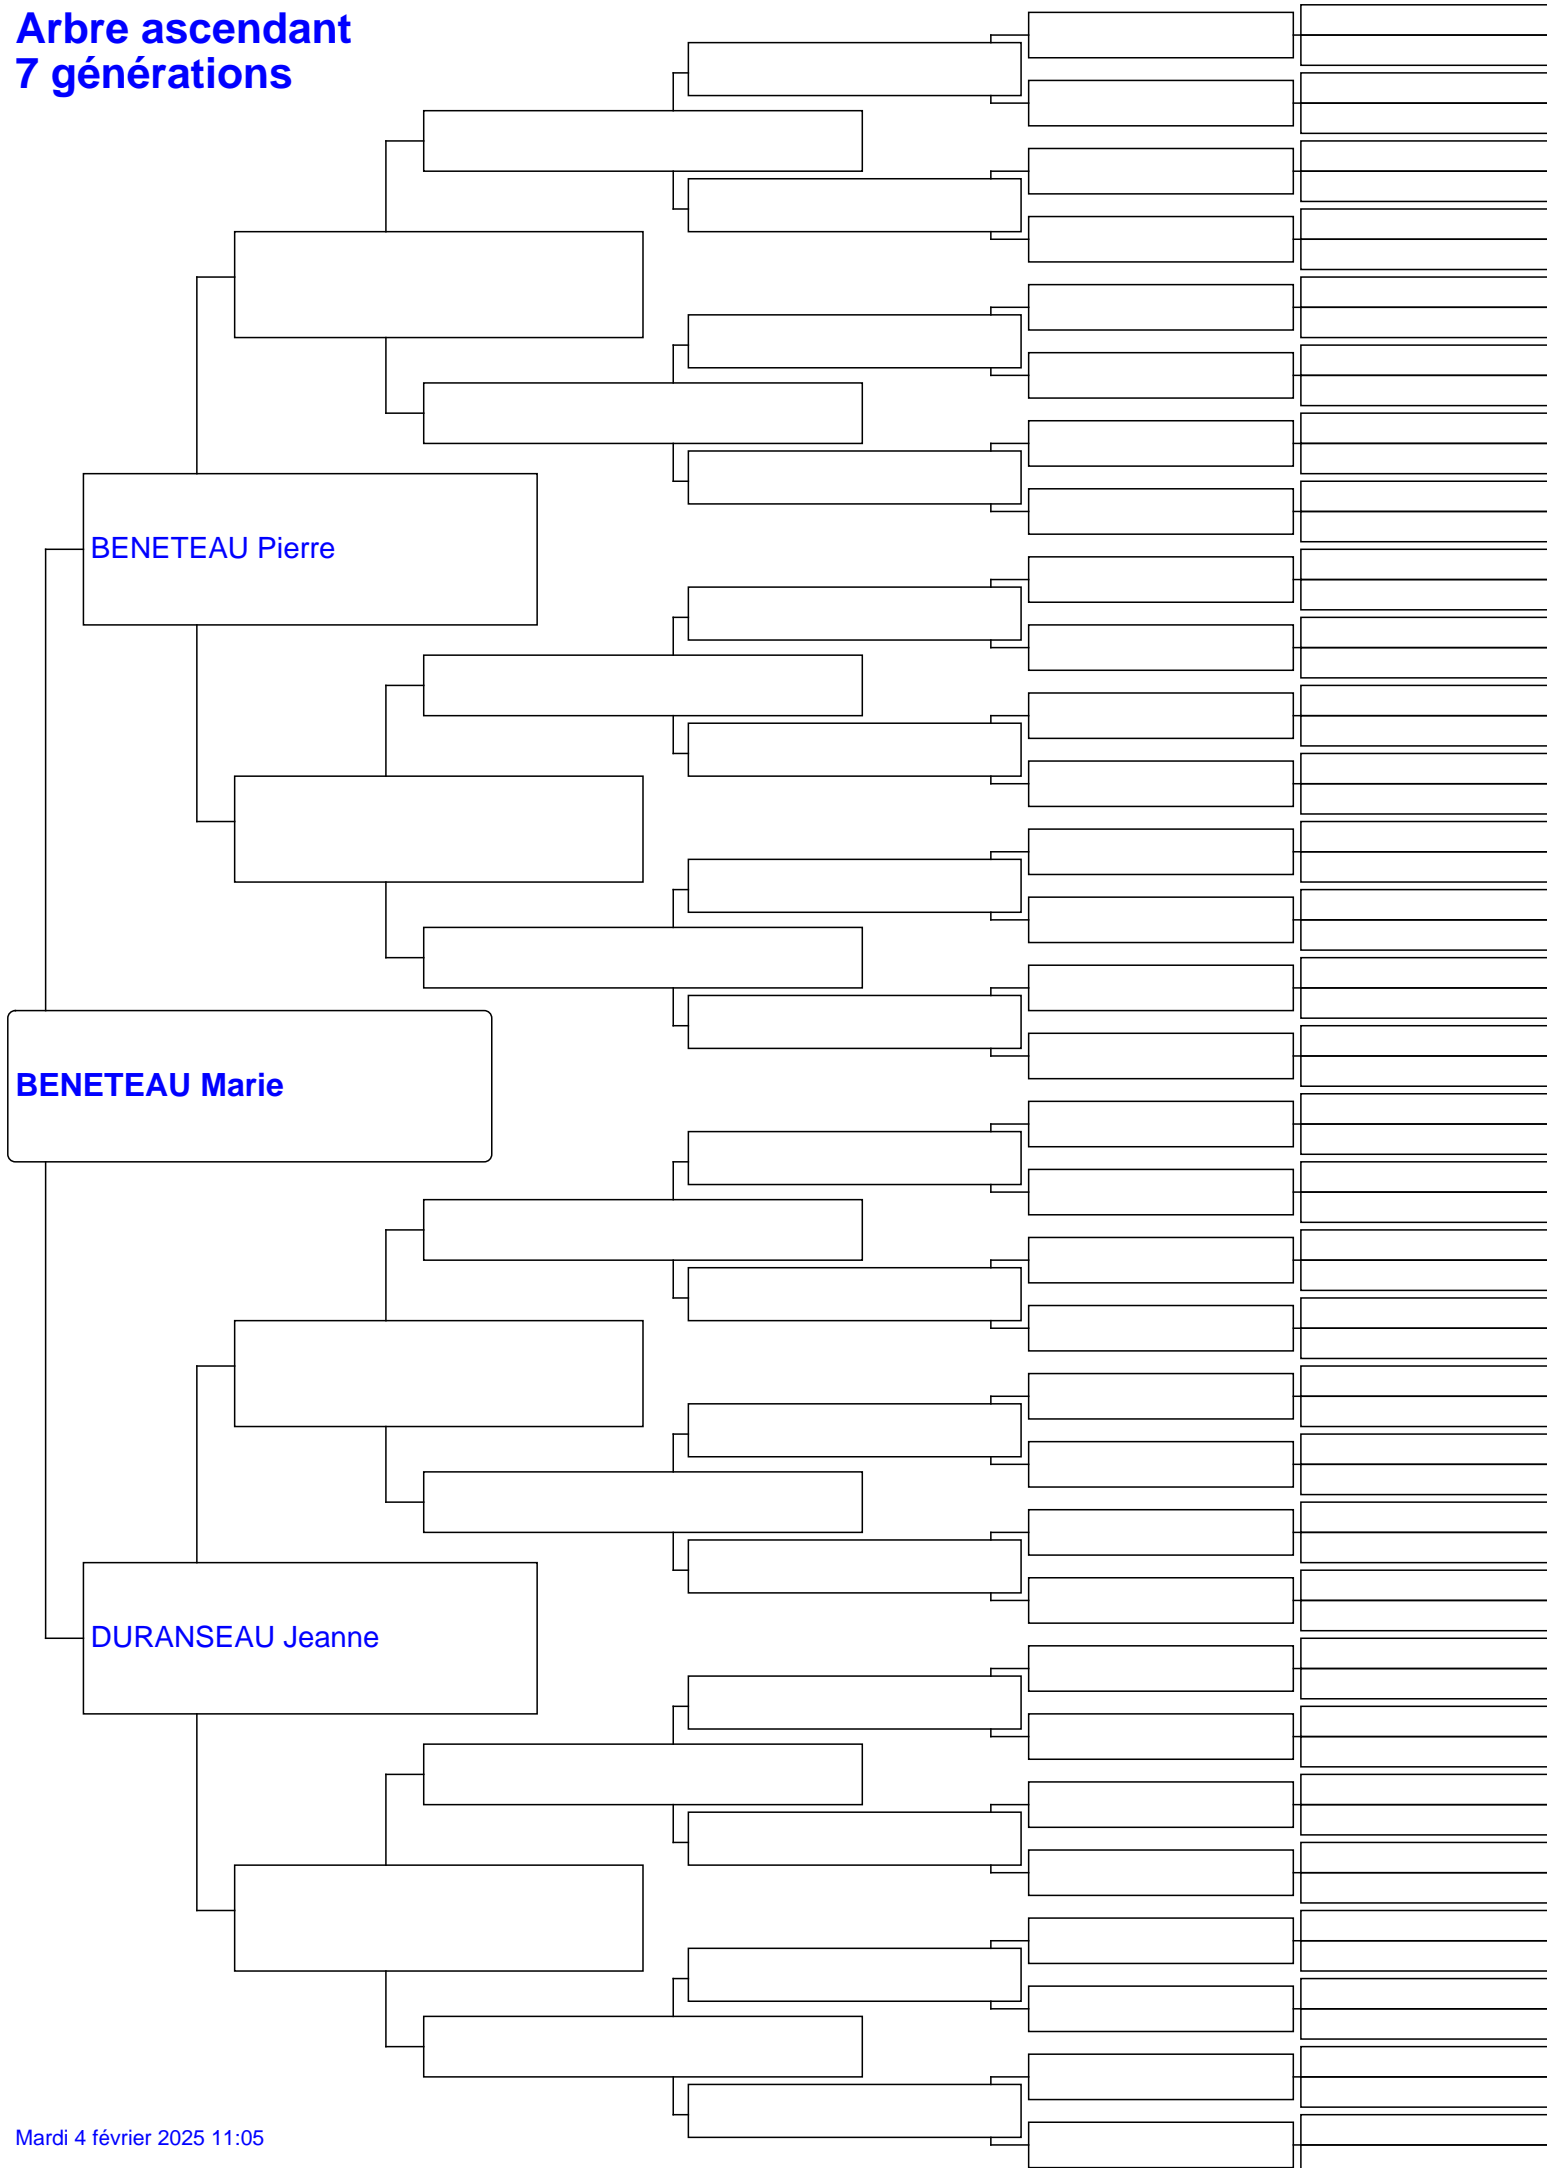 Arbre ascendant
7 générations
BENETEAU Pierre
BENETEAU Marie
DURANSEAU Jeanne
Mardi 4 février 2025 11:05